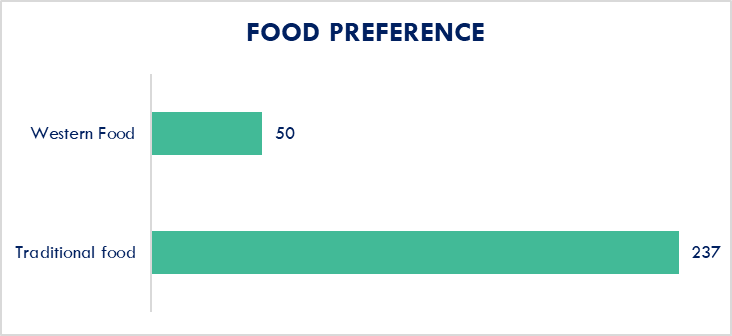 FOOD PREFERENCE
Western Food 50
Traditional food 237